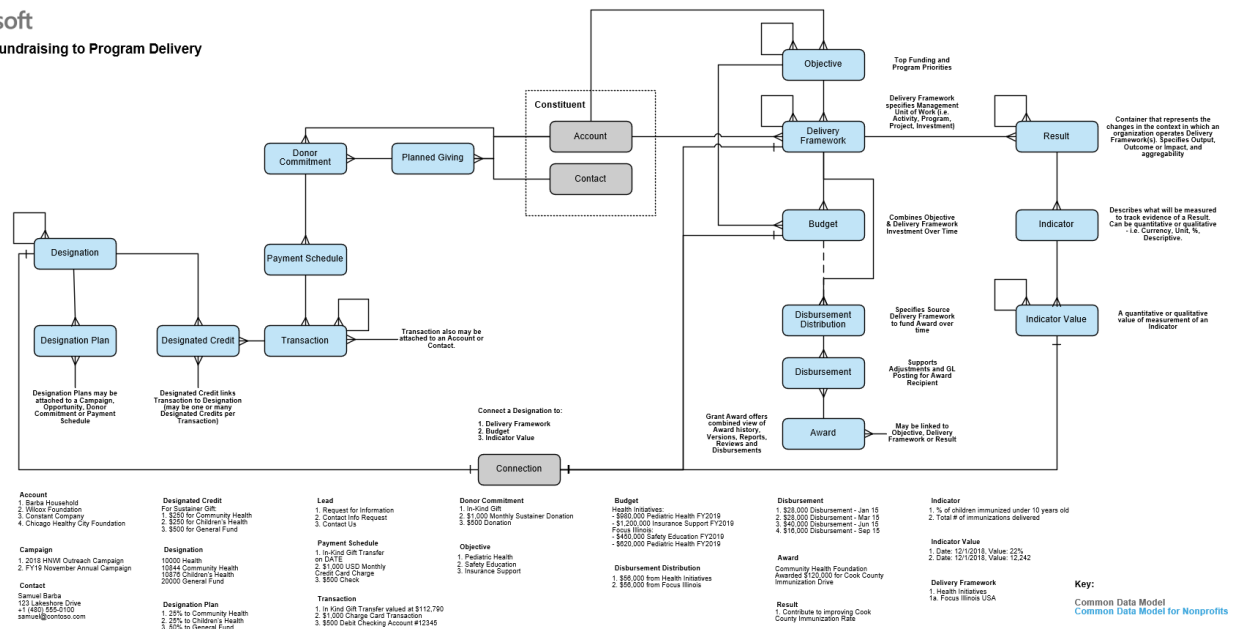 soft
undraising to Program Delivery
Objective
Top Funding and
Program Priorities
Constituent
Account
Contact
Delivery
Framework
Delivery Framework
specifies Management
Unit of Work (i.e.
Activity, Program,
Project, Investment)
Result
Container that represents the
changes in the context in which an
organization operates Delivery
Framework(s). Specifies Output,
Outcome or Impact, and
aggregability
Donor
Commitment
Planned Giving
Designation
Payment Schedule
Budget
Combines Objective
& Delivery Framework
Investment Over Time
Indicator
Describes what will be measured
to track evidence of a Result.
Can be quantitative or qualitative
- i.e. Currency, Unit, %,
Descriptive.
Designation Plan
Designated Credit
Transaction
Transaction also may be
attached to an Account or
Contact.
Disbursement
Distribution
Specifies Source
Delivery Framework
to fund Award over
time
Indicator Value
A quantitative or qualitative
value of measurement of an
Indicator
Disbursement
Supports
Adjustments and GL
Posting for Award
Recipient
Designation Plans may be
attached to a Campaign,
Opportunity, Donor
Commitment or Payment
Schedule
Designated Credit links
Transaction to Designation
(may be one or many
Designated Credits per
Transaction)
Connect a Designation to:
1. Delivery Framework
2. Budget
3. Indicator Value
Grant Award offers
combined view of
Award history,
Versions, Reports,
Reviews and
Disbursements
Award
May be linked to
Objective, Delivery
Framework or Result
Connection
Account
1. Barba Household
2. Wilcox Foundation
3. Constant Company
4. Chicago Healthy City Foundation
Campaign
1. 2018 HNWI Outreach Campaign
2. FY19 November Annual Campaign
Contact
Samuel Barba
123 Lakeshore Drive
+1 (480) 555-0100
samuel@contoso.com
Designated Credit
For Sustainer Gift:
1. $250 for Community Health
2. $250 for Children's Health
3. $500 for General Fund
Designation
10000 Health
10844 Community Health
10876 Children's Health
20000 General Fund
Designation Plan
1. 25% to Community Health
2. 25% to Children's Health
3. 50% to General Fund
Lead
1. Request for Information
2. Contact Info Request
3. Contact Us
Payment Schedule
1. In-Kind Gift Transfer
on DATE
2. $1,000 USD Monthly
Credit Card Charge
3. $500 Check
Transaction
1. In Kind Gift Transfer valued at $112,790
2. $1,000 Charge Card Transaction
3. $500 Debit Checking Account #12345
Donor Commitment
1. In-Kind Gift
2. $1,000 Monthly Sustainer Donation
3. $500 Donation
Objective
1. Pediatric Health
2. Safety Education
3. Insurance Support
Budget
Health Initiatives:
- $980,000 Pediatric Health FY2019
- $1,200,000 Insurance Support FY2019
Focus Illinois:
- $460,000 Safety Education FY2019
- $620,000 Pediatric Health FY2019
Disbursement Distribution
1. $56,000 from Health Initiatives
2. $56,000 from Focus Illinois
Disbursement
1. $28,000 Disbursement - Jan 15
2. $28,000 Disbursement - Mar 15
3. $40,000 Disbursement - Jun 15
4. $16,000 Disbursement - Sep 15
Award
Community Health Foundation
Awarded $120,000 for Cook County
Immunization Drive
Result
1. Contribute to improving Cook
County Immunization Rate
Indicator
1. % of children immunized under 10 years old
2. Total # of immunizations delivered
Indicator Value
1. Date: 12/1/2018, Value: 22%
2. Date: 12/1/2018, Value: 12,242
Delivery Framework
1. Health Initiatives
1a. Focus Illinois USA
Key:
Common Data Model
Common Data Model for Nonprofits